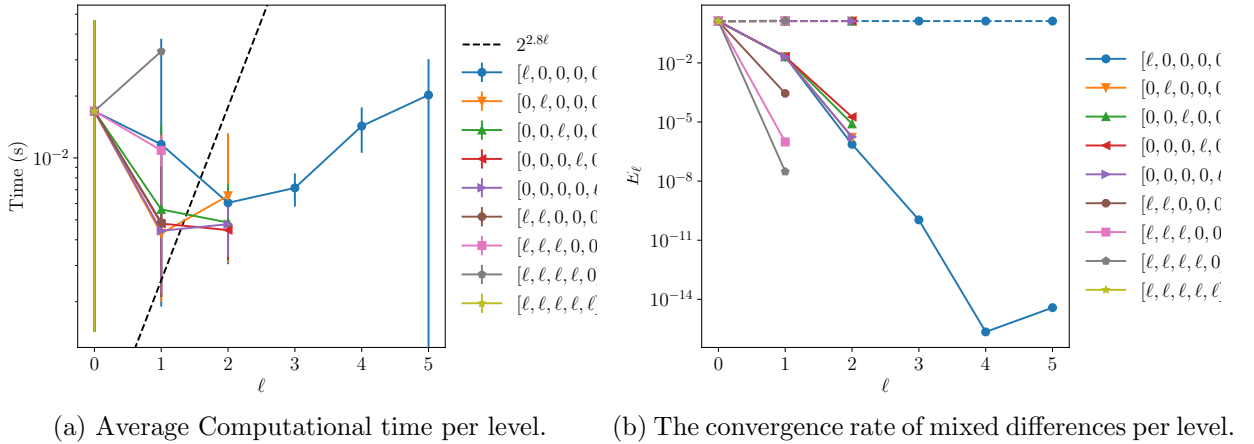 Time (s)
10⁻²
0 1 2 3 4 5
ℓ
2^{2.8ℓ}
[ℓ, 0, 0, 0, 0
[0, ℓ, 0, 0, 0
[0, 0, ℓ, 0, 0
[0, 0, 0, ℓ, 0
[0, 0, 0, 0, ℓ
[ℓ, ℓ, 0, 0, 0
[ℓ, ℓ, ℓ, 0, 0
[ℓ, ℓ, ℓ, ℓ, 0
[ℓ, ℓ, ℓ, ℓ, ℓ]
(a) Average Computational time per level.
E_ℓ
10⁻²
10⁻⁵
10⁻⁸
10⁻¹¹
10⁻¹⁴
0 1 2 3 4 5
ℓ
[ℓ, 0, 0, 0, 0
[0, ℓ, 0, 0, 0
[0, 0, ℓ, 0, 0
[0, 0, 0, ℓ, 0
[0, 0, 0, 0, ℓ
[ℓ, ℓ, 0, 0, 0
[ℓ, ℓ, ℓ, 0, 0
[ℓ, ℓ, ℓ, ℓ, 0
[ℓ, ℓ, ℓ, ℓ, ℓ]
(b) The convergence rate of mixed differences per level.